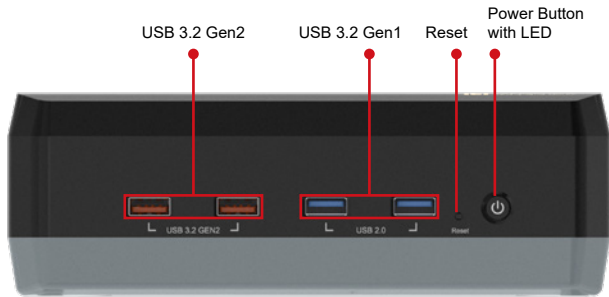 USB 3.2 Gen2
USB 3.2 Gen1
Reset
Power Button
with LED
USB 3.2 GEN2
USB 2.0
Reset